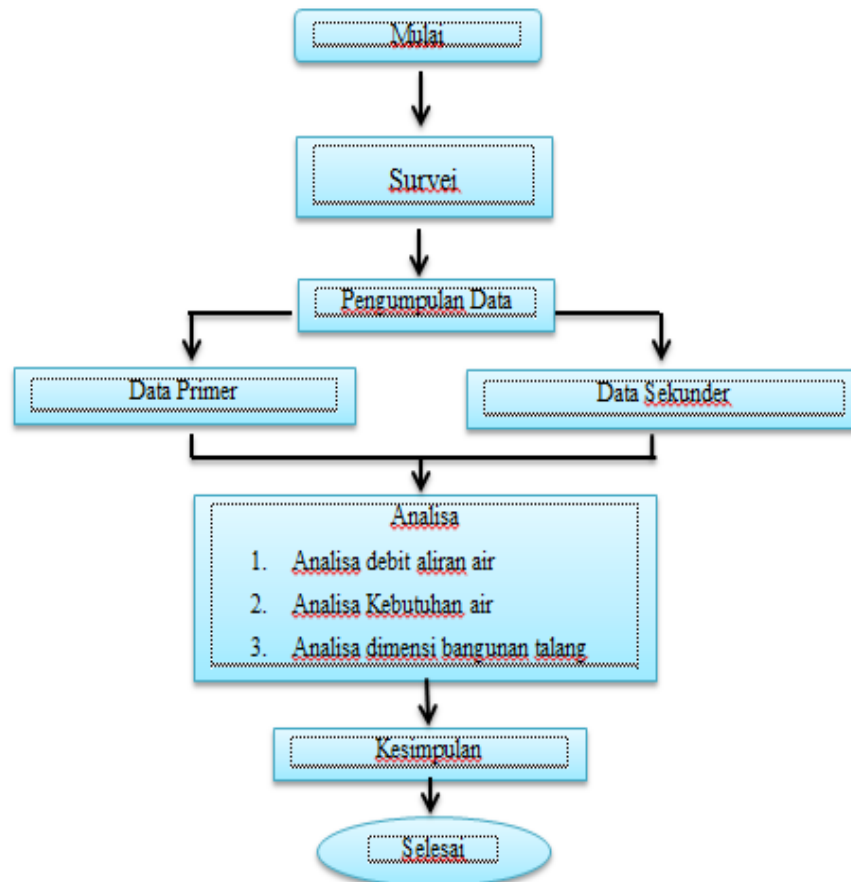 Mulai
Survei
Pengumpulan Data
Data Primer
Data Sekunder
Analisa
1. Analisa debit aliran air
2. Analisa Kebutuhan air
3. Analisa dimensi bangunan talang
Kesimpulan
Selesai